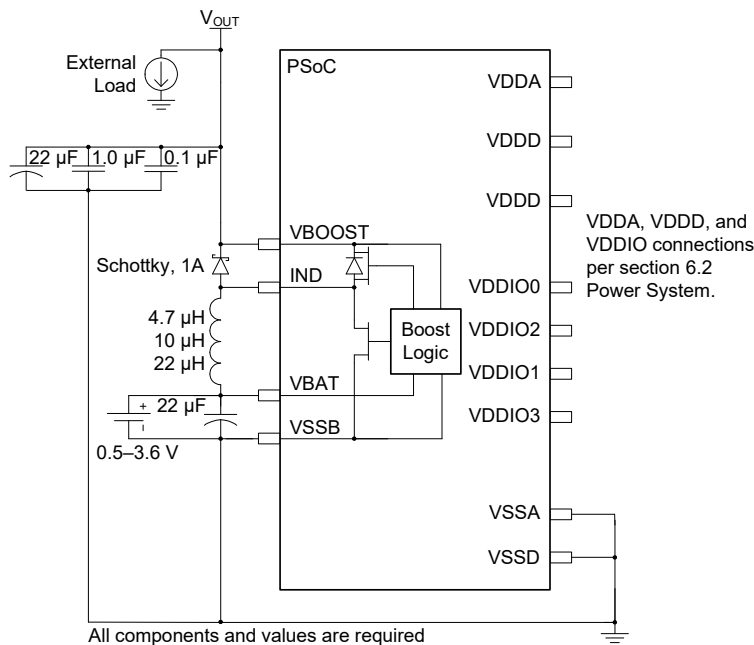 VOUT
External
Load
PSoC
VDDA
VDDD
VDDD
22 µF
1.0 µF
0.1 µF
VDDA, VDDD, and
VDDIO connections
per section 6.2
Power System.
VBOOST
Schottky, 1A
IND
VDDIO0
4.7 µH
10 µH
22 µH
Boost
Logic
VDDIO2
VDDIO1
VBAT
VDDIO3
+
22 µF
VSSB
-
0.5–3.6 V
VSSA
VSSD
All components and values are required